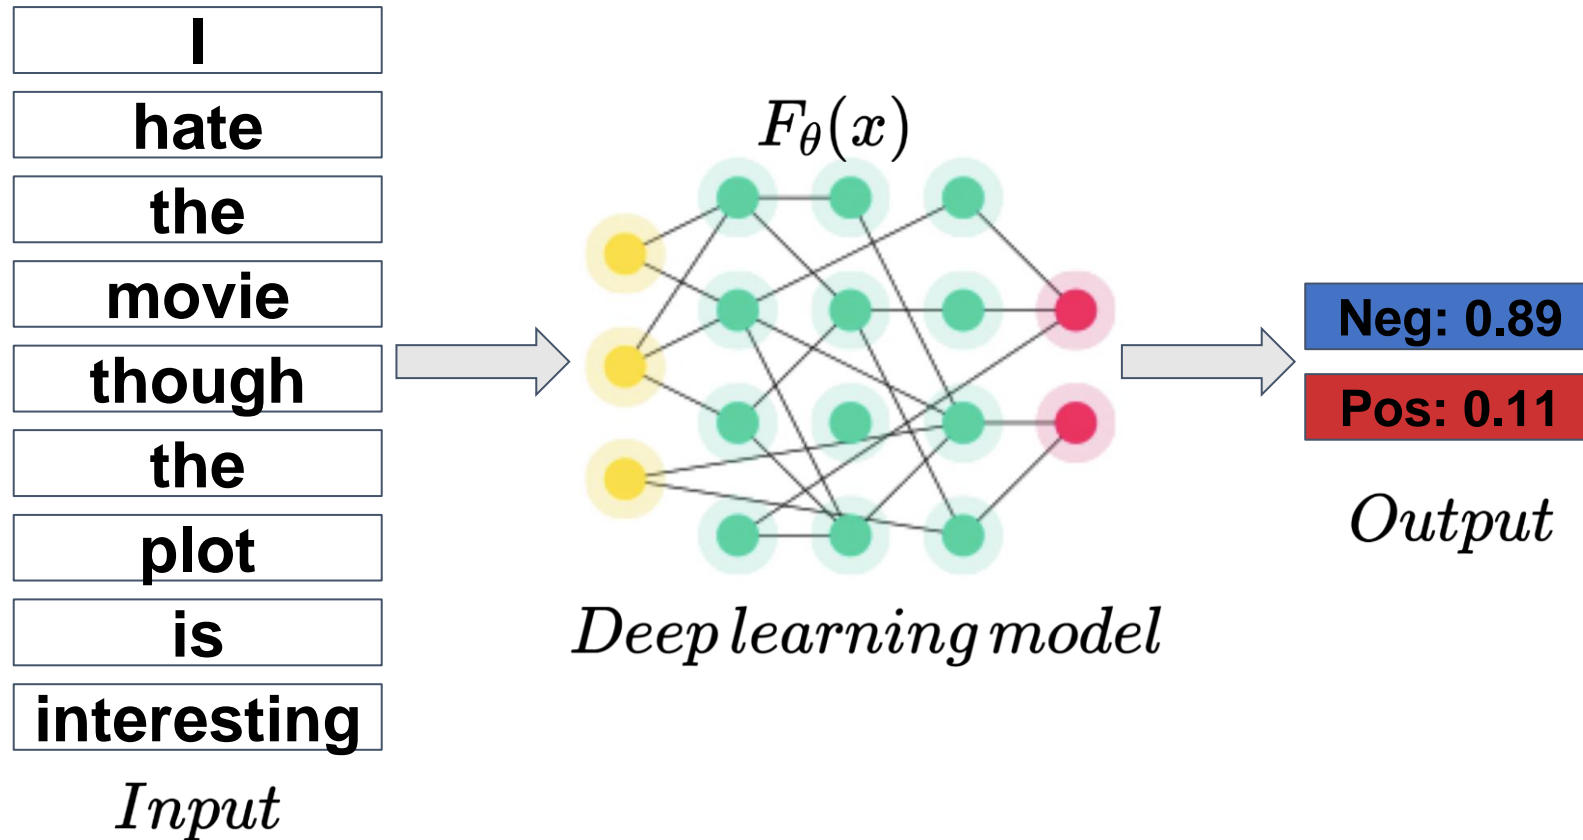 I
hate
the
movie
though
the
plot
is
interesting
Input
F_θ(x)
Deep learning model
Neg: 0.89
Pos: 0.11
Output